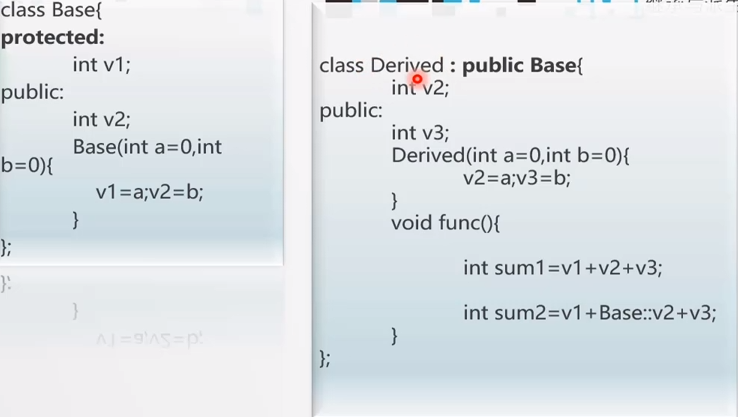 class Base{
protected:
int v1;
public:
int v2;
Base(int a=0,int
b=0){
v1=a;v2=b;
}
};
class Derived : public Base{
int v2;
public:
int v3;
Derived(int a=0,int b=0){
v2=a;v3=b;
}
void func(){
int sum1=v1+v2+v3;
int sum2=v1+Base::v2+v3;
}
};